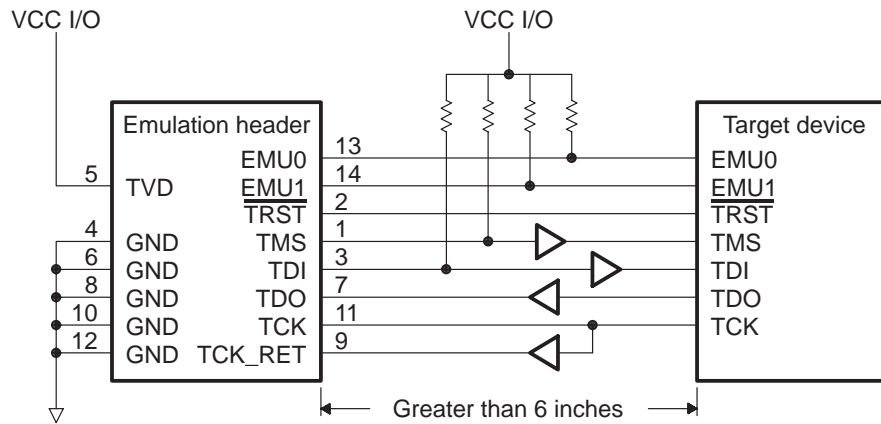 VCC I/O
VCC I/O
Emulation header
Target device
EMU0 13 EMU0
5 TVD EMU1 14 EMU1
TRST 2 TRST
4 GND TMS 1 TMS
6 GND TDI 3 TDI
8 GND TDO 7 TDO
10 GND TCK 11 TCK
12 GND TCK_RET 9
Greater than 6 inches